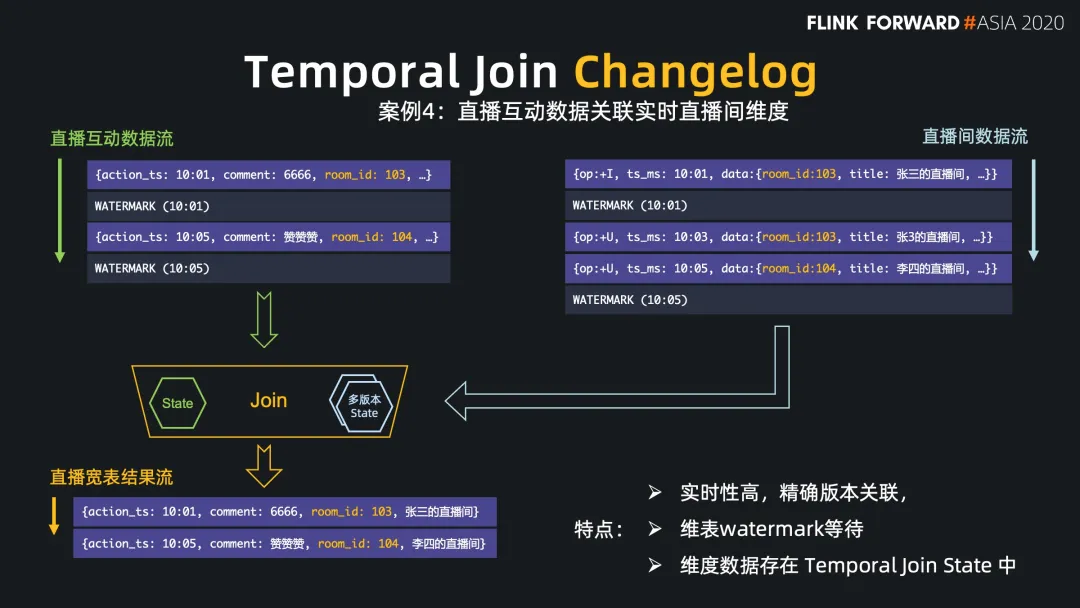 FLINK FORWARD #ASIA 2020
Temporal Join Changelog
案例4：直播互动数据关联实时直播间维度
直播互动数据流
{action_ts: 10:01, comment: 6666, room_id: 103, …}
WATERMARK (10:01)
{action_ts: 10:05, comment: 赞赞赞, room_id: 104, …}
WATERMARK (10:05)
直播间数据流
{op:+I, ts_ms: 10:01, data:{room_id:103, title: 张三的直播间, …}}
WATERMARK (10:01)
{op:+U, ts_ms: 10:03, data:{room_id:103, title: 张3的直播间, …}}
{op:+U, ts_ms: 10:05, data:{room_id:104, title: 李四的直播间, …}}
WATERMARK (10:05)
State
Join
多版本
State
直播宽表结果流
{action_ts: 10:01, comment: 6666, room_id: 103, 张三的直播间}
{action_ts: 10:05, comment: 赞赞赞, room_id: 104, 李四的直播间}
特点：
➢ 实时性高，精确版本关联，
➢ 维表watermark等待
➢ 维度数据存在 Temporal Join State 中